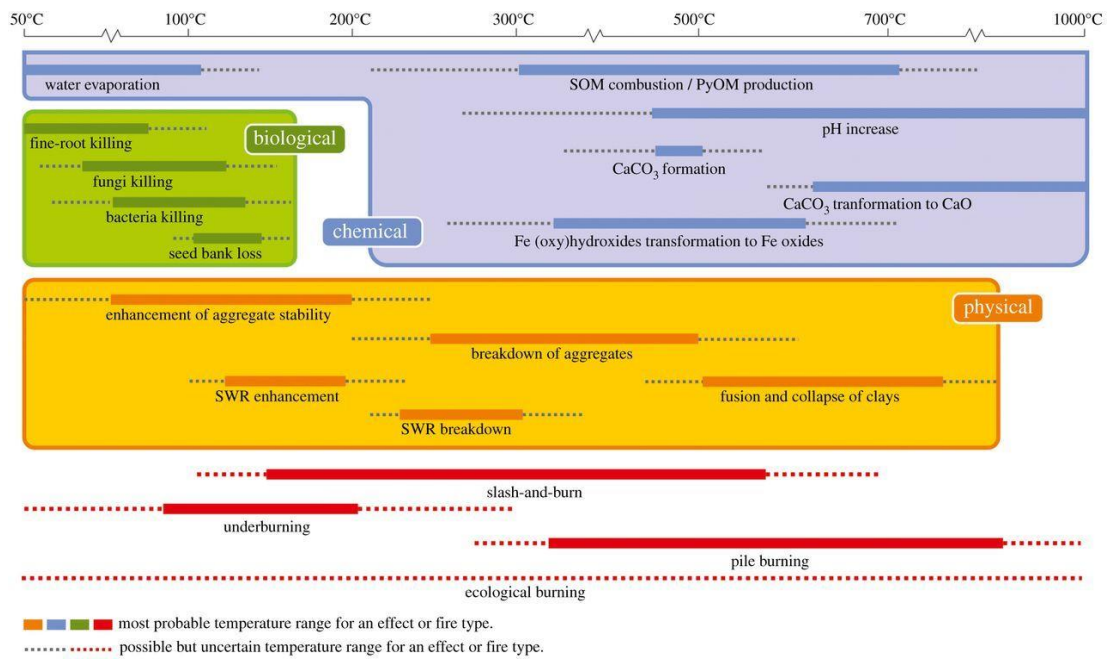 50°C 100°C 200°C 300°C 500°C 700°C 1000°C
water evaporation
SOM combustion / PyOM production
pH increase
biological
fine-root killing
CaCO₃ formation
fungi killing
CaCO₃ tranformation to CaO
bacteria killing
chemical
Fe (oxy)hydroxides transformation to Fe oxides
seed bank loss
physical
enhancement of aggregate stability
breakdown of aggregates
SWR enhancement
fusion and collapse of clays
SWR breakdown
slash-and-burn
underburning
pile burning
ecological burning
most probable temperature range for an effect or fire type.
possible but uncertain temperature range for an effect or fire type.